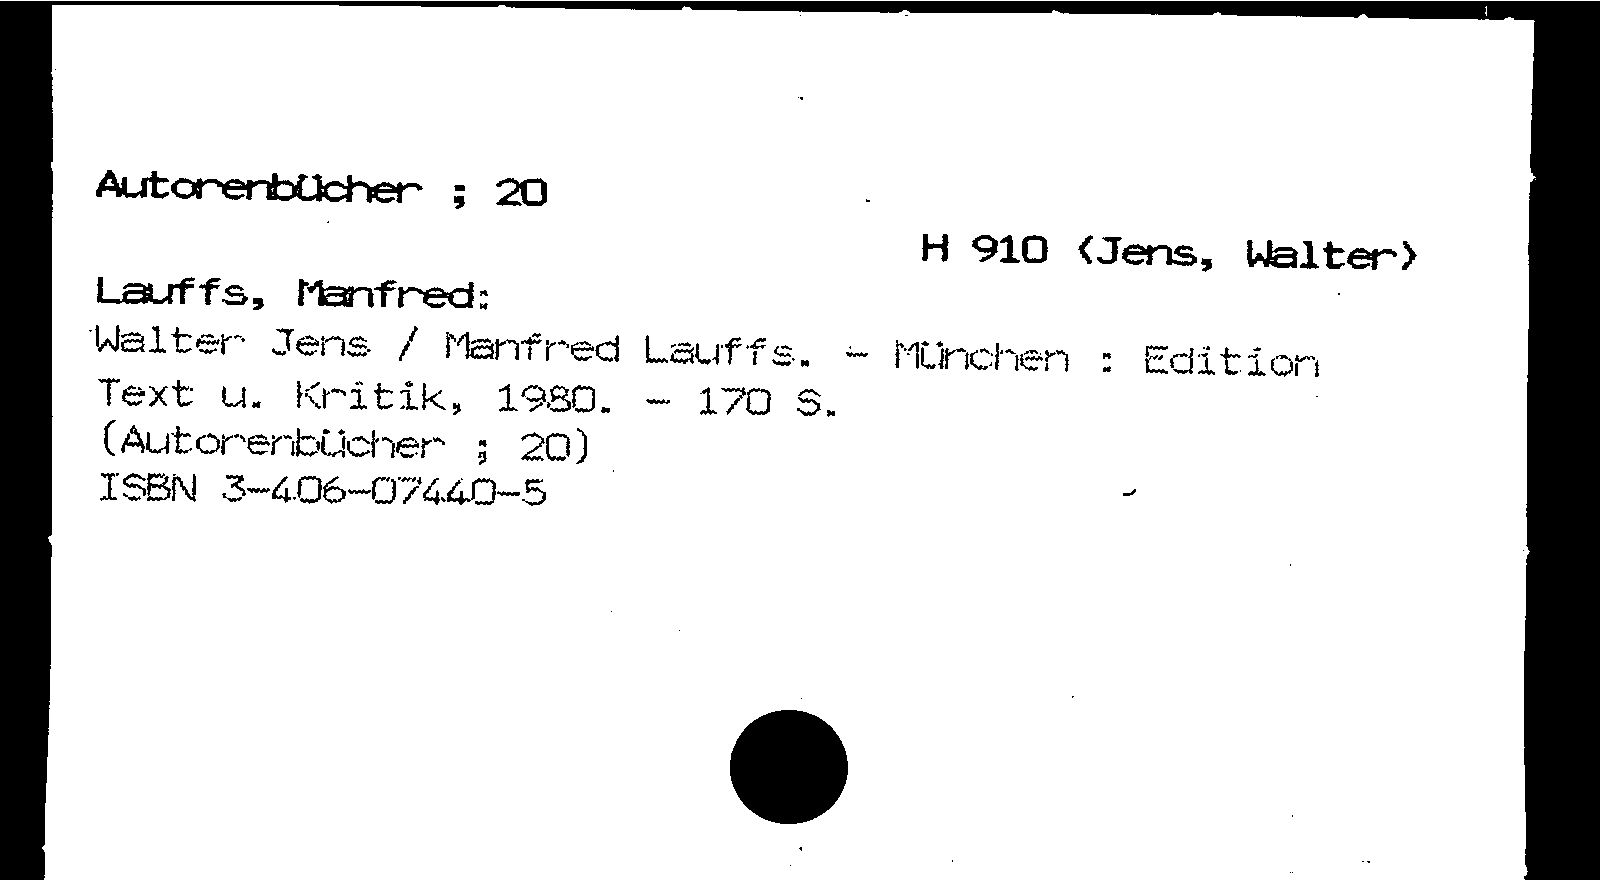 Autorenbücher ; 20
H 910 <Jens, Walter>
Lauffs, Manfred:
Walter Jens / Manfred Lauffs. - München : Edition
Text u. Kritik, 1980. - 170 S.
(Autorenbücher ; 20)
ISBN 3-406-07440-5